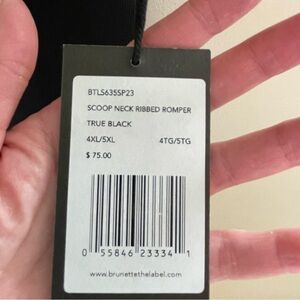 BTLS635SP23
SCOOP NECK RIBBED ROMPER
TRUE BLACK
4XL/5XL 4TG/5TG
$ 75.00
0 55846 23334 1
www.brunettethelabel.com